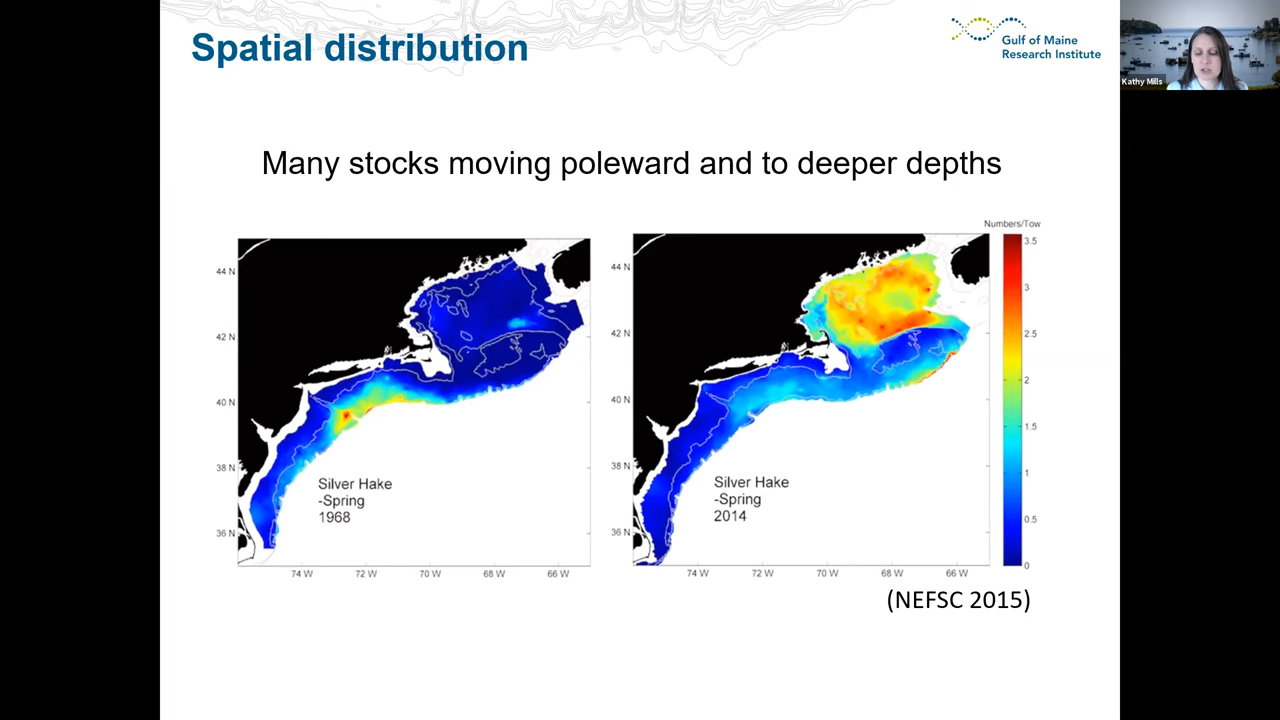 Spatial distribution
Gulf of Maine
Research Institute
Kathy Mills
Many stocks moving poleward and to deeper depths
Numbers/Tow
44 N
42 N
40 N
38 N
36 N
74 W
72 W
70 W
68 W
66 W
Silver Hake
-Spring
1968
44 N
42 N
40 N
38 N
36 N
74 W
72 W
70 W
68 W
66 W
Silver Hake
-Spring
2014
3.5
3
2.5
2
1.5
1
0.5
0
(NEFSC 2015)